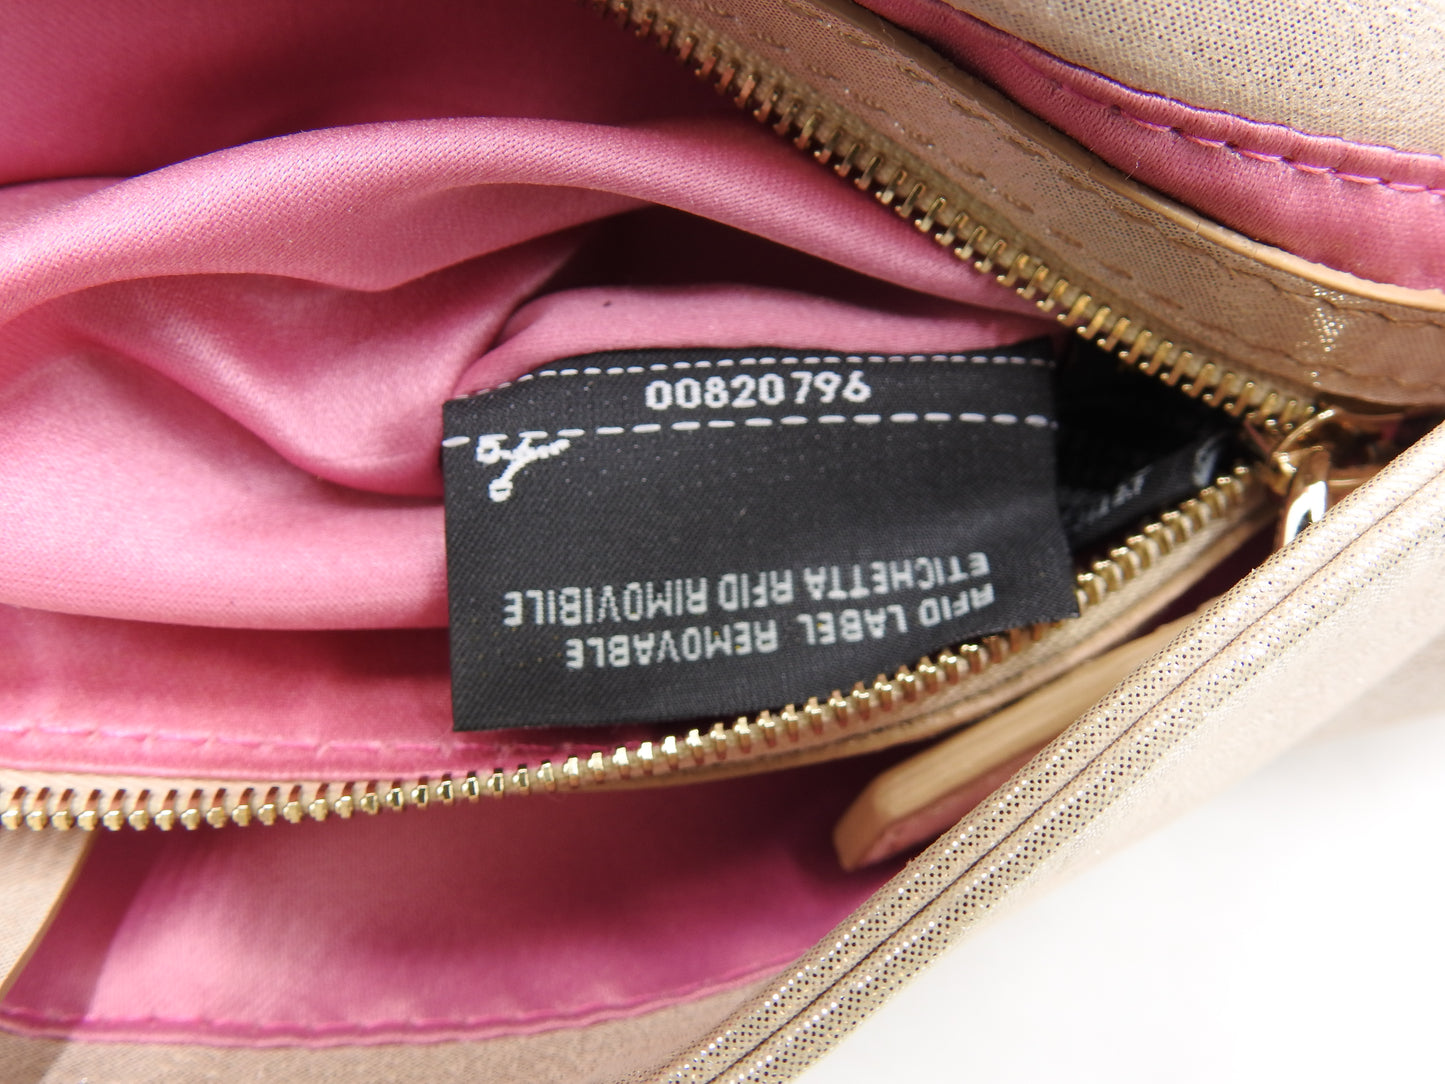 00820796
RFID LABEL REMOVABLE
ETICHETTA RFID RIMOVIBILE